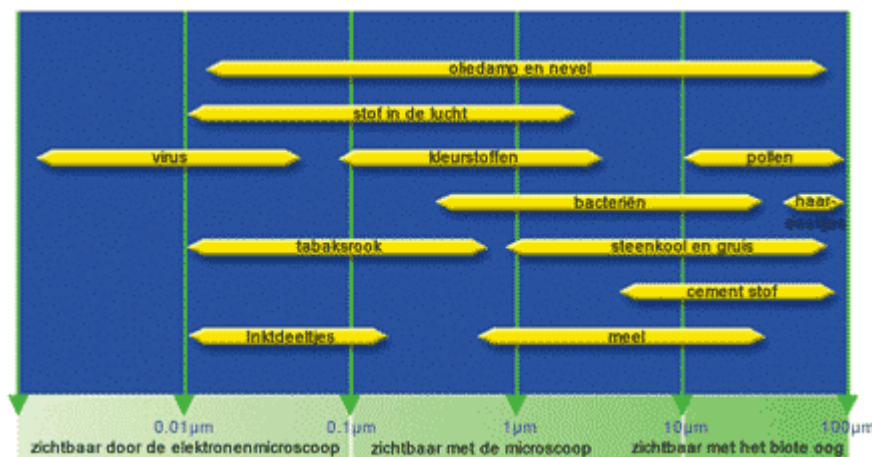 oliedamp en nevel
stof in de lucht
virus kleurstoffen pollen
bacteriën haar-
tabaksrook steenkool en gruis
cement stof
inktdeeltjes meel
0.01µm 0.1µm 1µm 10µm 100µm
zichtbaar door de elektronenmicroscoop zichtbaar met de microscoop zichtbaar met het blote oog